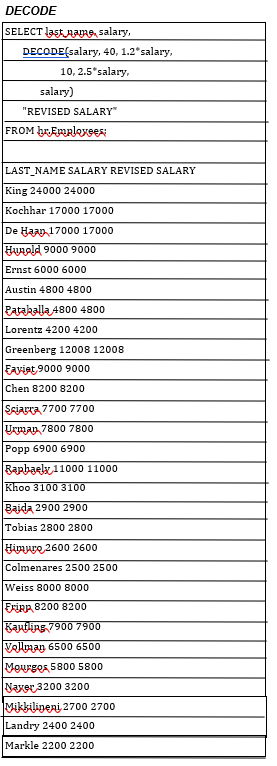 DECODE
SELECT last_name, salary,
DECODE(salary, 40, 1.2*salary,
10, 2.5*salary,
salary)
"REVISED SALARY"
FROM hr.Employees;
LAST_NAME SALARY REVISED SALARY
King 24000 24000
Kochhar 17000 17000
De Haan 17000 17000
Hunold 9000 9000
Ernst 6000 6000
Austin 4800 4800
Pataballa 4800 4800
Lorentz 4200 4200
Greenberg 12008 12008
Faviet 9000 9000
Chen 8200 8200
Sciarra 7700 7700
Urman 7800 7800
Popp 6900 6900
Raphaely 11000 11000
Khoo 3100 3100
Baida 2900 2900
Tobias 2800 2800
Himuro 2600 2600
Colmenares 2500 2500
Weiss 8000 8000
Fripp 8200 8200
Kaufling 7900 7900
Vollman 6500 6500
Mourgos 5800 5800
Nayer 3200 3200
Mikkilineni 2700 2700
Landry 2400 2400
Markle 2200 2200